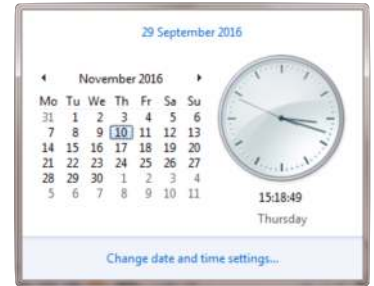 29 September 2016
November 2016
Mo Tu We Th Fr Sa Su
31 1 2 3 4 5 6
7 8 9 10 11 12 13
14 15 16 17 18 19 20
21 22 23 24 25 26 27
28 29 30 1 2 3 4
5 6 7 8 9 10 11
15:18:49
Thursday
Change date and time settings...